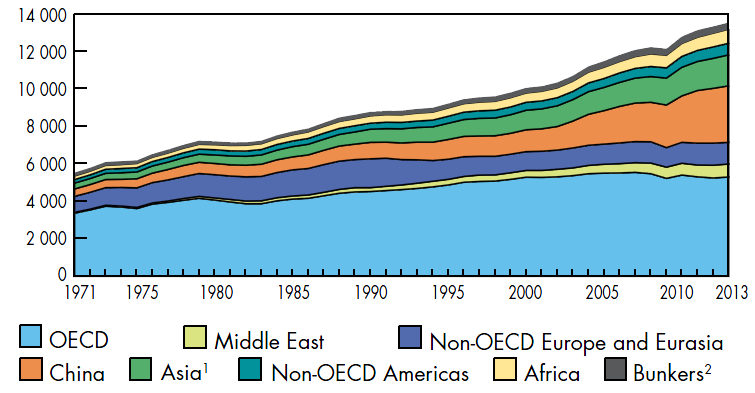 14 000
12 000
10 000
8 000
6 000
4 000
2 000
0
1971 1975 1980 1985 1990 1995 2000 2005 2010 2013
OECD Middle East Non-OECD Europe and Eurasia
China Asia¹ Non-OECD Americas Africa Bunkers²